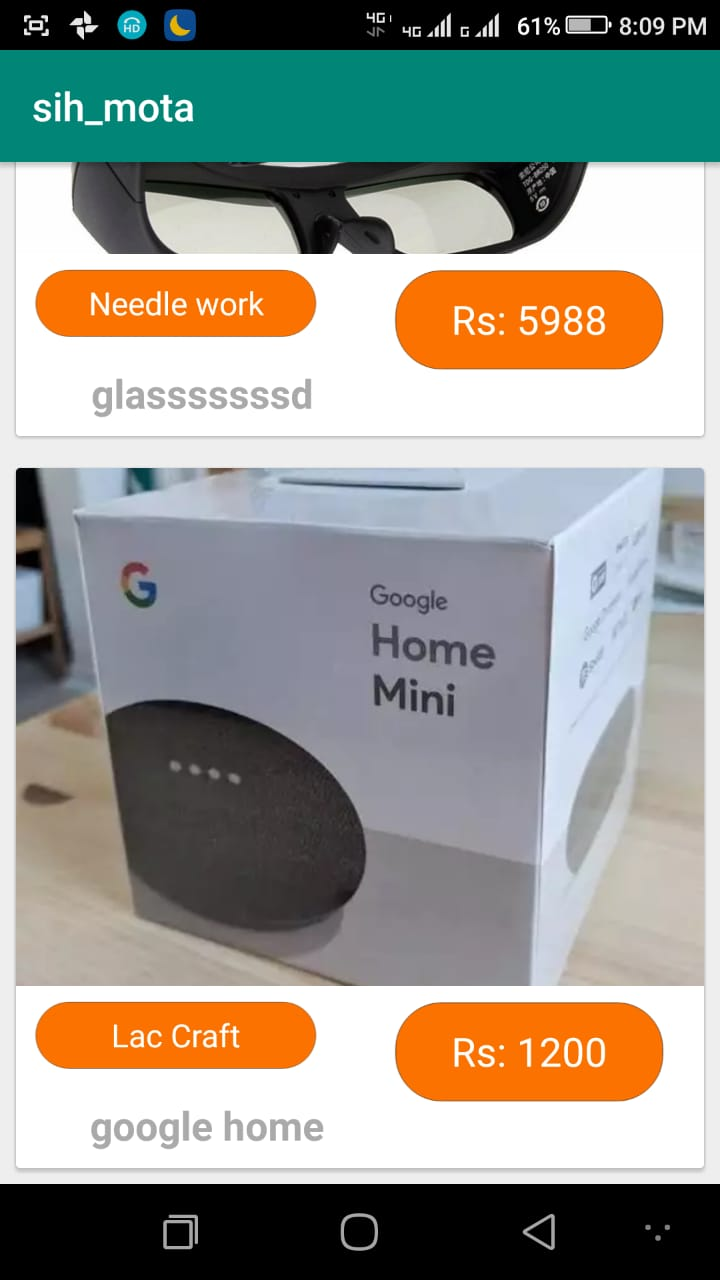 4G
4G
G
61%
8:09 PM
HD
sih_mota
Needle work
Rs: 5988
glasssssssd
G
Google
Home
Mini
Lac Craft
Rs: 1200
google home